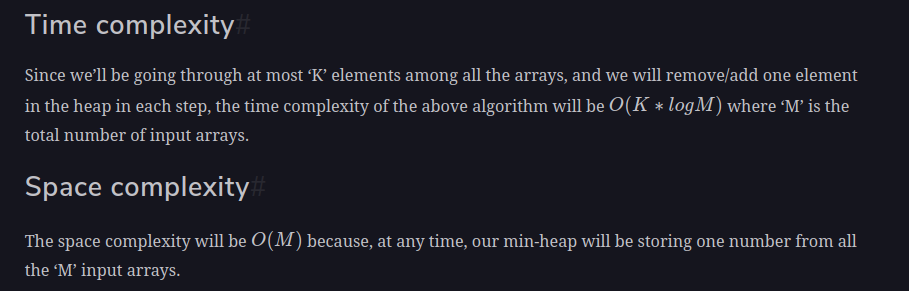 Time complexity#
Since we’ll be going through at most ‘K’ elements among all the arrays, and we will remove/add one element
in the heap in each step, the time complexity of the above algorithm will be O(K ∗ logM) where ‘M’ is the
total number of input arrays.
Space complexity#
The space complexity will be O(M) because, at any time, our min-heap will be storing one number from all
the ‘M’ input arrays.